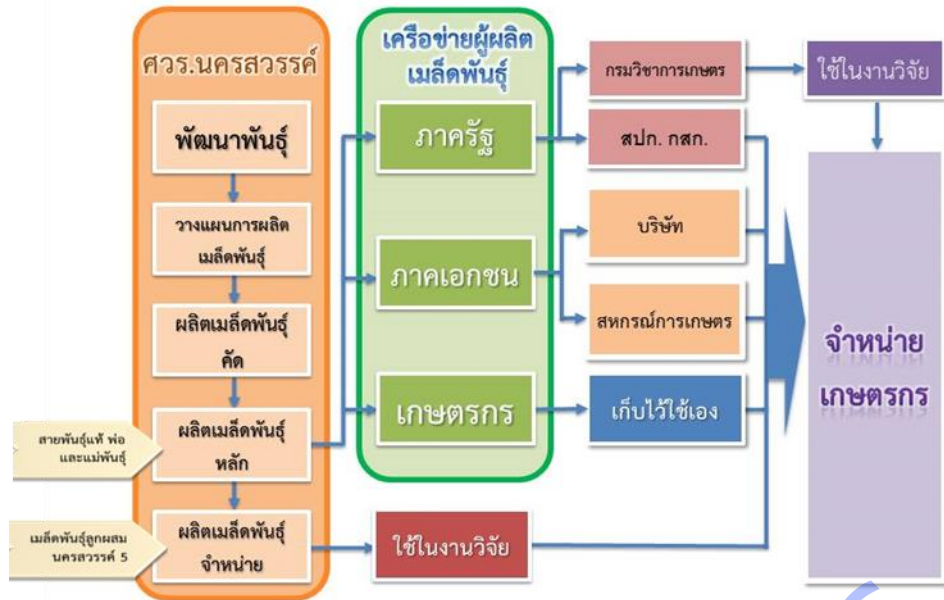 ศวร.นครสวรรค์
พัฒนาพันธุ์
วางแผนการผลิต
เมล็ดพันธุ์
ผลิตเมล็ดพันธุ์
คัด
สายพันธุ์แท้ พ่อ
และแม่พันธุ์
ผลิตเมล็ดพันธุ์
หลัก
เมล็ดพันธุ์ลูกผสม
นครสวรรค์ 5
ผลิตเมล็ดพันธุ์
จำหน่าย
เครือข่ายผู้ผลิต
เมล็ดพันธุ์
ภาครัฐ
ภาคเอกชน
เกษตรกร
ใช้ในงานวิจัย
กรมวิชาการเกษตร
สปก. กสก.
บริษัท
สหกรณ์การเกษตร
เก็บไว้ใช้เอง
ใช้ในงานวิจัย
จำหน่าย
เกษตรกร